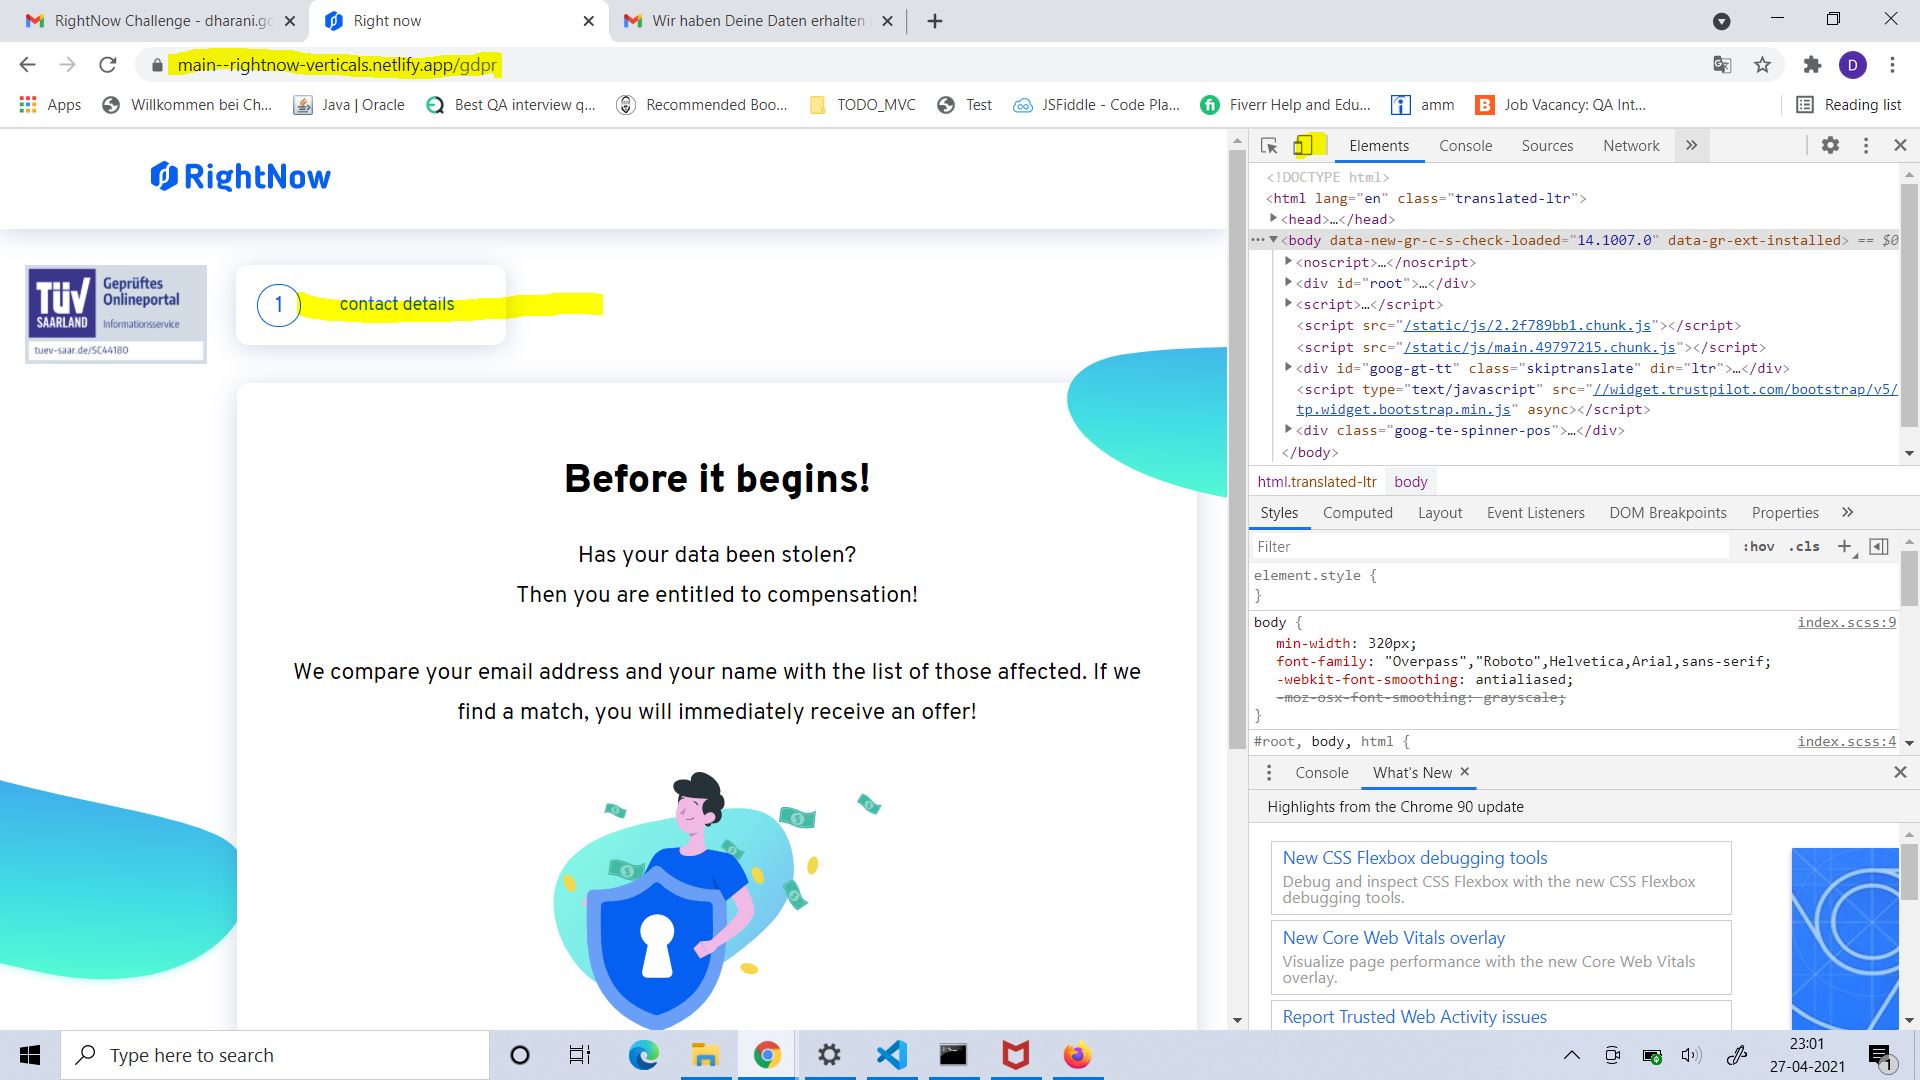 RightNow Challenge - dharani.go
Right now
Wir haben Deine Daten erhalten
main--rightnow-verticals.netlify.app/gdpr
D
Apps
Willkommen bei Ch...
Java | Oracle
Best QA interview q...
Recommended Boo...
TODO_MVC
Test
JSFiddle - Code Pla...
Fiverr Help and Edu...
amm
Job Vacancy: QA Int...
Reading list
RightNow
TÜV
SAARLAND
Geprüftes
Onlineportal
Informationsservice
tuev-saar.de/SC44180
1 contact details
Before it begins!
Has your data been stolen?
Then you are entitled to compensation!
We compare your email address and your name with the list of those affected. If we
find a match, you will immediately receive an offer!
Elements Console Sources Network »
<!DOCTYPE html>
<html lang="en" class="translated-ltr">
<head>…</head>
<body data-new-gr-c-s-check-loaded="14.1007.0" data-gr-ext-installed> == $0
<noscript>…</noscript>
<div id="root">…</div>
<script>…</script>
<script src="/static/js/2.2f789bb1.chunk.js"></script>
<script src="/static/js/main.49797215.chunk.js"></script>
<div id="goog-gt-tt" class="skiptranslate" dir="ltr">…</div>
<script type="text/javascript" src="//widget.trustpilot.com/bootstrap/v5/
tp.widget.bootstrap.min.js" async></script>
<div class="goog-te-spinner-pos">…</div>
</body>
html.translated-ltr body
Styles Computed Layout Event Listeners DOM Breakpoints Properties »
Filter :hov .cls +
element.style {
}
body { index.scss:9
min-width: 320px;
font-family: "Overpass","Roboto",Helvetica,Arial,sans-serif;
-webkit-font-smoothing: antialiased;
-moz-osx-font-smoothing: grayscale;
}
#root, body, html { index.scss:4
Console What's New
Highlights from the Chrome 90 update
New CSS Flexbox debugging tools
Debug and inspect CSS Flexbox with the new CSS Flexbox
debugging tools.
New Core Web Vitals overlay
Visualize page performance with the new Core Web Vitals
overlay.
Report Trusted Web Activity issues
Type here to search
23:01
27-04-2021
1